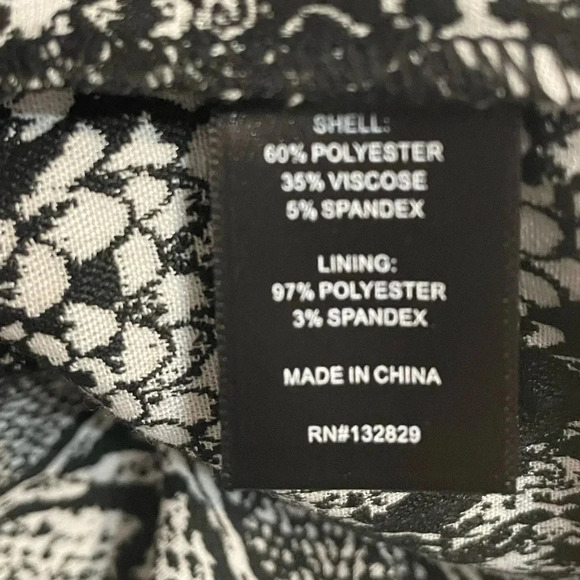 SHELL:
60% POLYESTER
35% VISCOSE
5% SPANDEX
LINING:
97% POLYESTER
3% SPANDEX
MADE IN CHINA
RN#132829